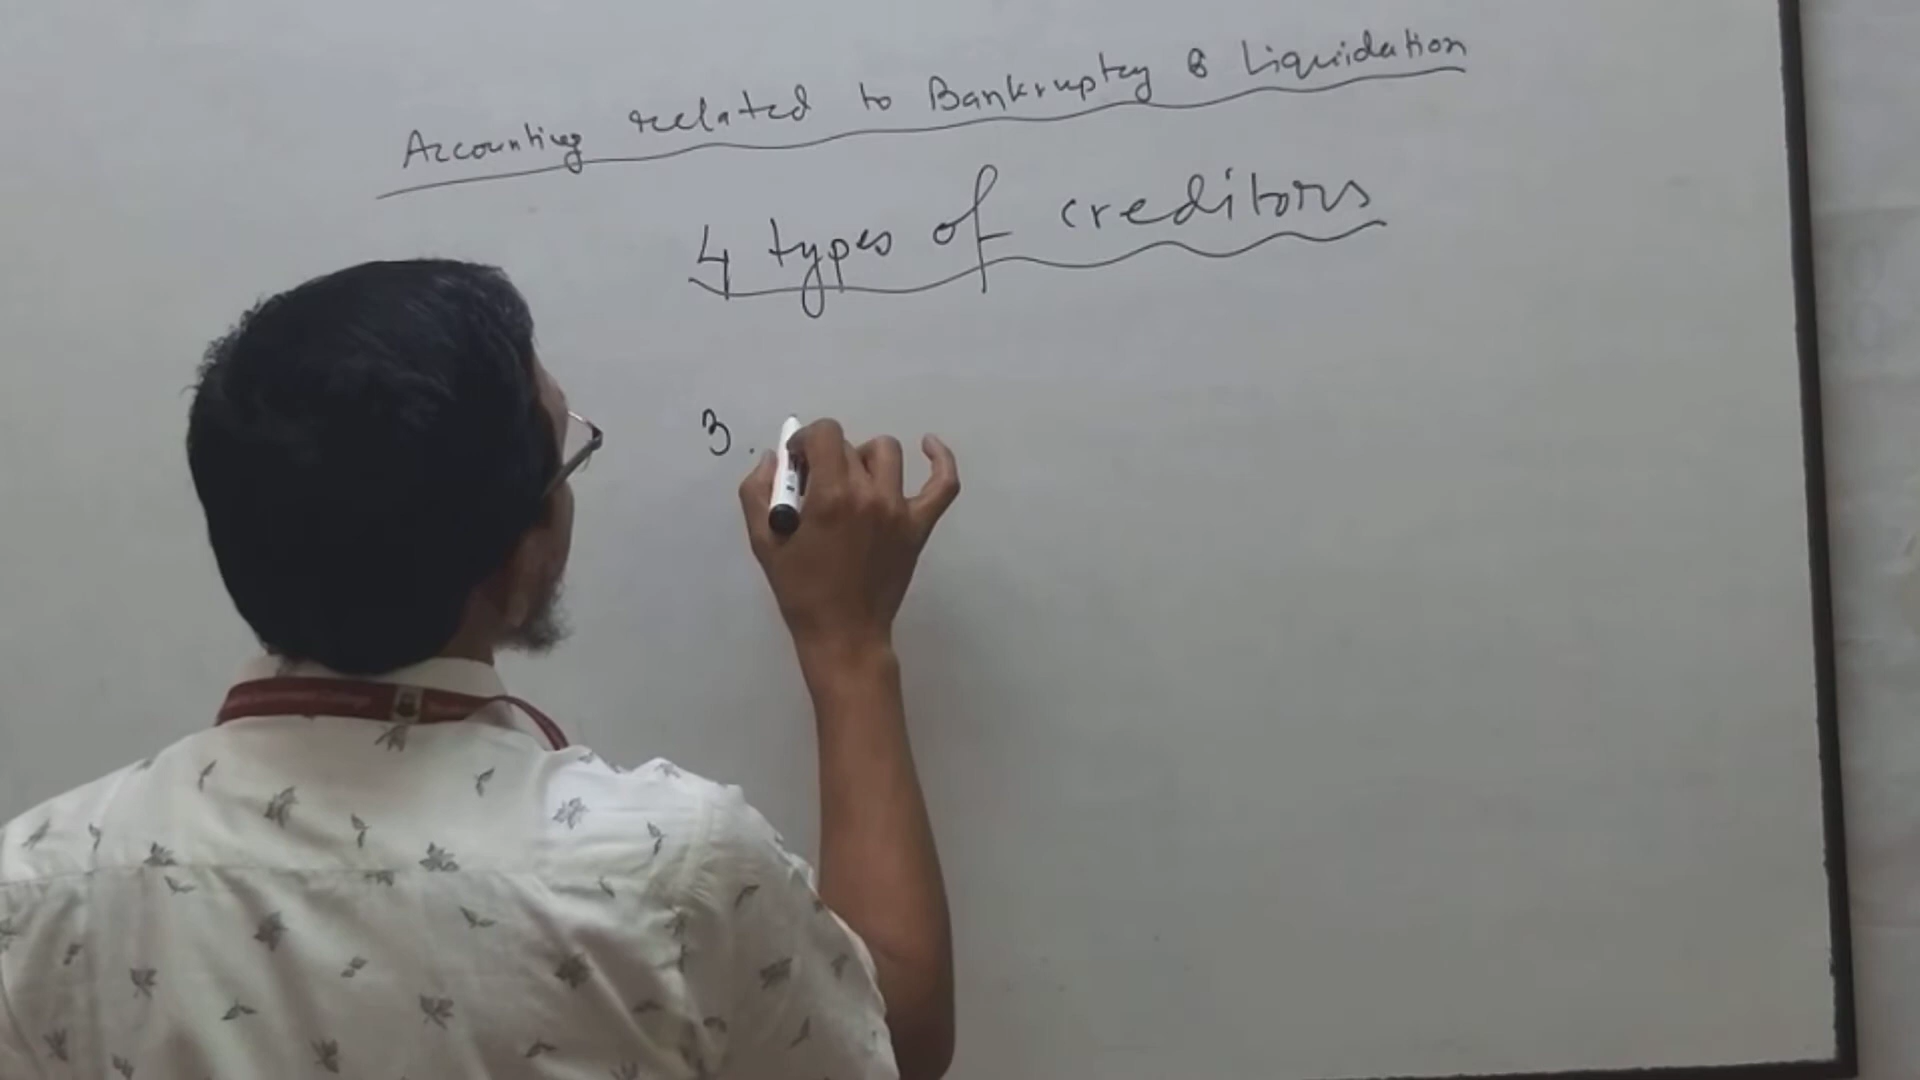 Accounting related to Bankruptcy & Liquidation
4 types of creditors
3.